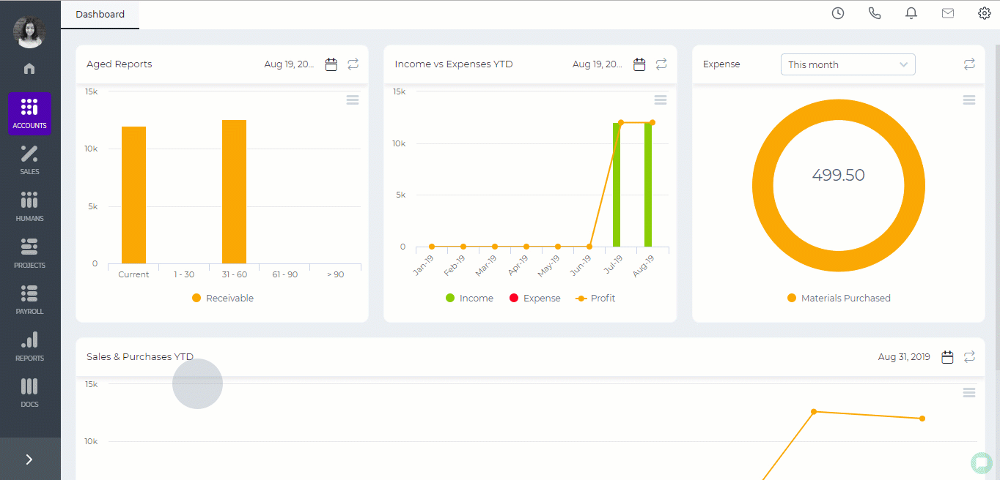 Dashboard
ACCOUNTS
SALES
HUMANS
PROJECTS
PAYROLL
REPORTS
DOCS
Aged Reports
Aug 19, 20...
15k
10k
5k
0
Current 1 - 30 31 - 60 61 - 90 > 90
Receivable
Income vs Expenses YTD
Aug 19, 20...
15k
10k
5k
0
Jan-19 Feb-19 Mar-19 Apr-19 May-19 Jun-19 Jul-19 Aug-19
Income Expense Profit
Expense
This month
499.50
Materials Purchased
Sales & Purchases YTD
Aug 31, 2019
15k
10k